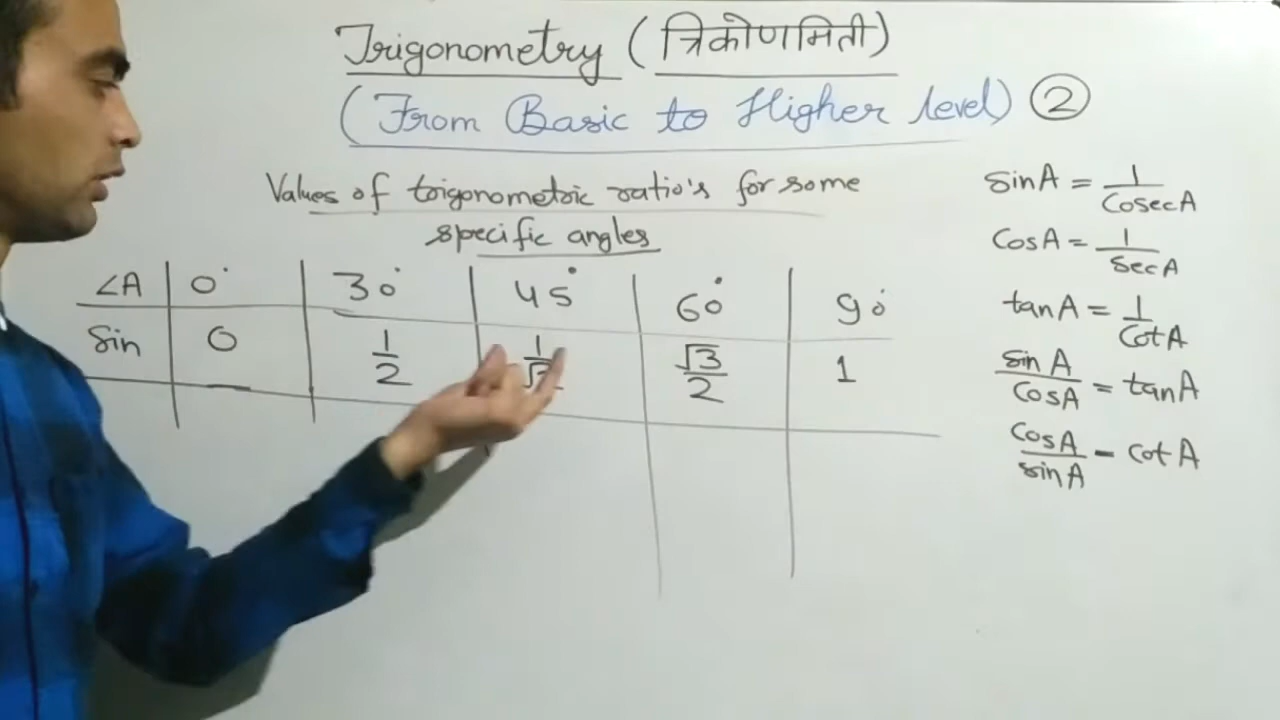 Trigonometry (त्रिकोणमिती)
(From Basic to Higher level) 2
Values of trigonometric ratio's for some
specific angles
∠A 0° 30° 45° 60° 90°
Sin 0 1/2 1/√ √3/2 1
sinA = 1/CosecA
CosA = 1/SecA
tanA = 1/CotA
sinA/CosA = tanA
CosA/sinA - cotA